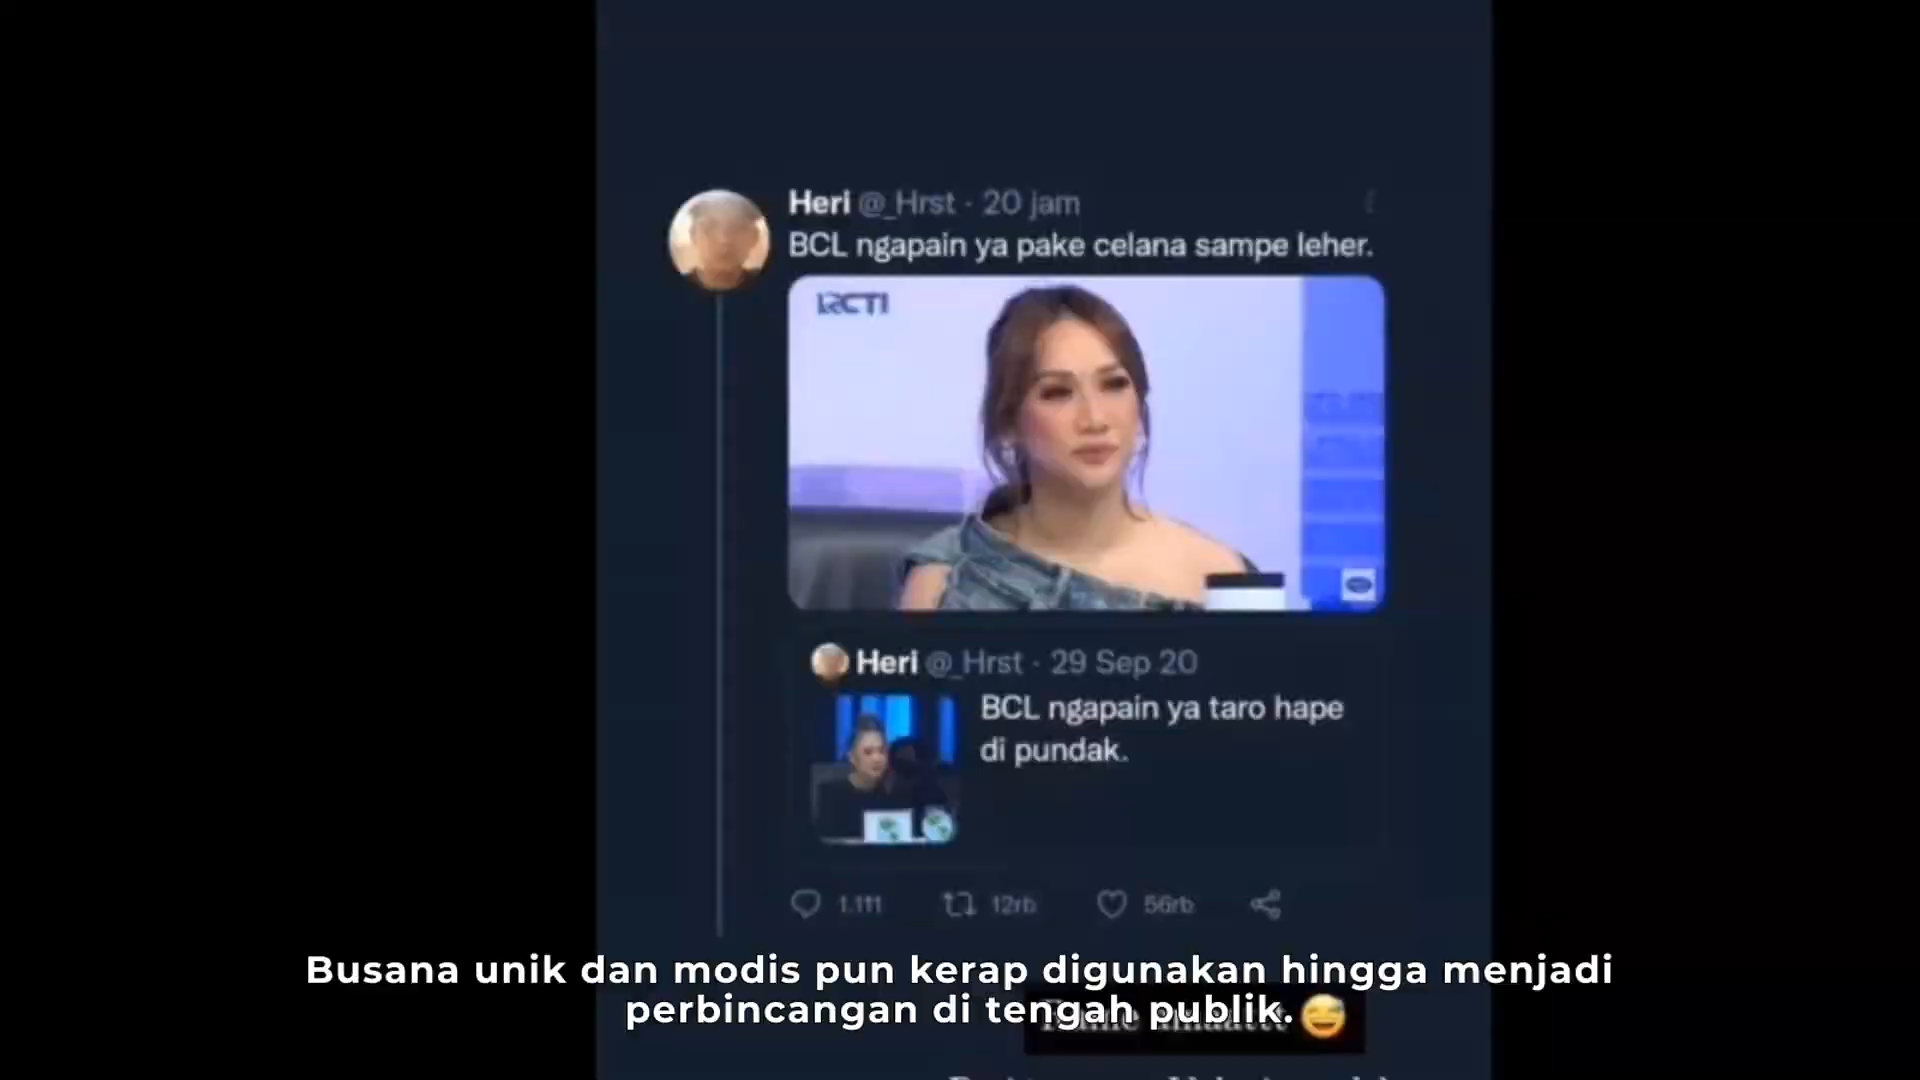 Heri @_Hrst · 20 jam
BCL ngapain ya pake celana sampe leher.
RCTI
Heri @_Hrst · 29 Sep 20
BCL ngapain ya taro hape
di pundak.
1.111 12rb 56rb
Busana unik dan modis pun kerap digunakan hingga menjadi
perbincangan di tengah publik.